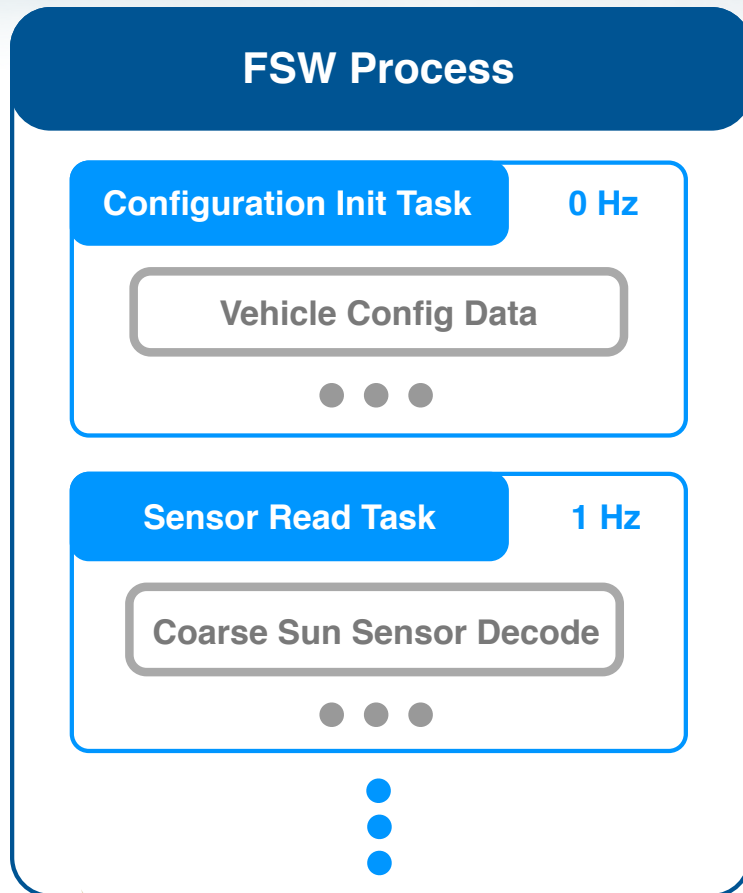 FSW Process
Configuration Init Task 0 Hz
Vehicle Config Data
Sensor Read Task 1 Hz
Coarse Sun Sensor Decode